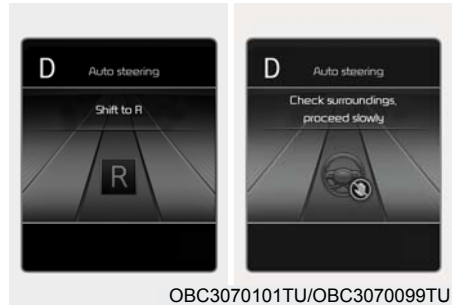 D Auto steering
Shift to R
R
D Auto steering
Check surroundings,
proceed slowly
OBC3070101TU/OBC3070099TU